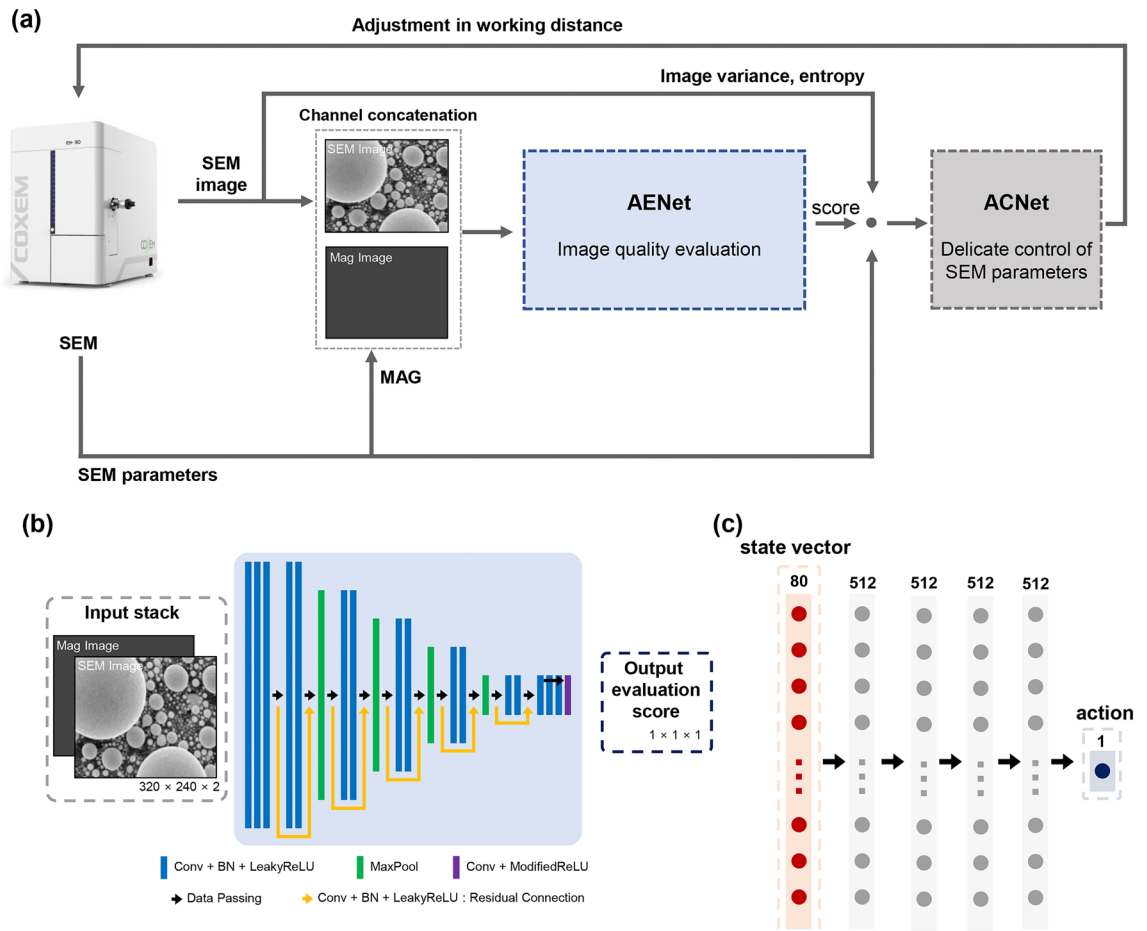 (a)
Adjustment in working distance
Image variance, entropy
Channel concatenation
EM-30
COXEM
SEM
image
SEM Image
Mag Image
AENet
Image quality evaluation
score
ACNet
Delicate control of
SEM parameters
SEM
MAG
SEM parameters
(b)
Input stack
Mag Image
SEM Image
320 × 240 × 2
Output
evaluation
score
1 × 1 × 1
Conv + BN + LeakyReLU
MaxPool
Conv + ModifiedReLU
Data Passing
Conv + BN + LeakyReLU : Residual Connection
(c)
state vector
80
512
512
512
512
action
1